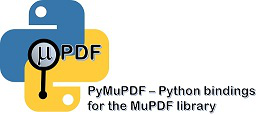 μPDF
PyMuPDF – Python bindings
for the MuPDF library